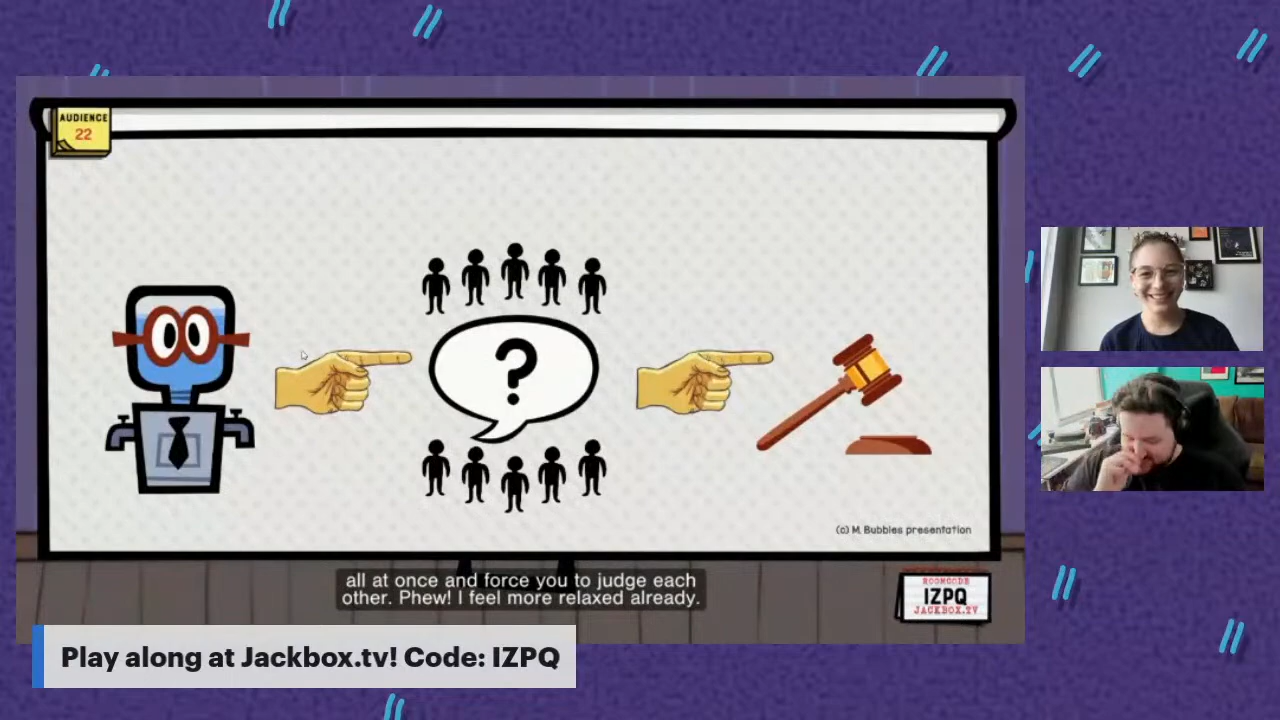 AUDIENCE
22
?
(c) M. Bubbles presentation
all at once and force you to judge each
other. Phew! I feel more relaxed already.
ROOMCODE
IZPQ
JACKBOX.TV
Play along at Jackbox.tv! Code: IZPQ